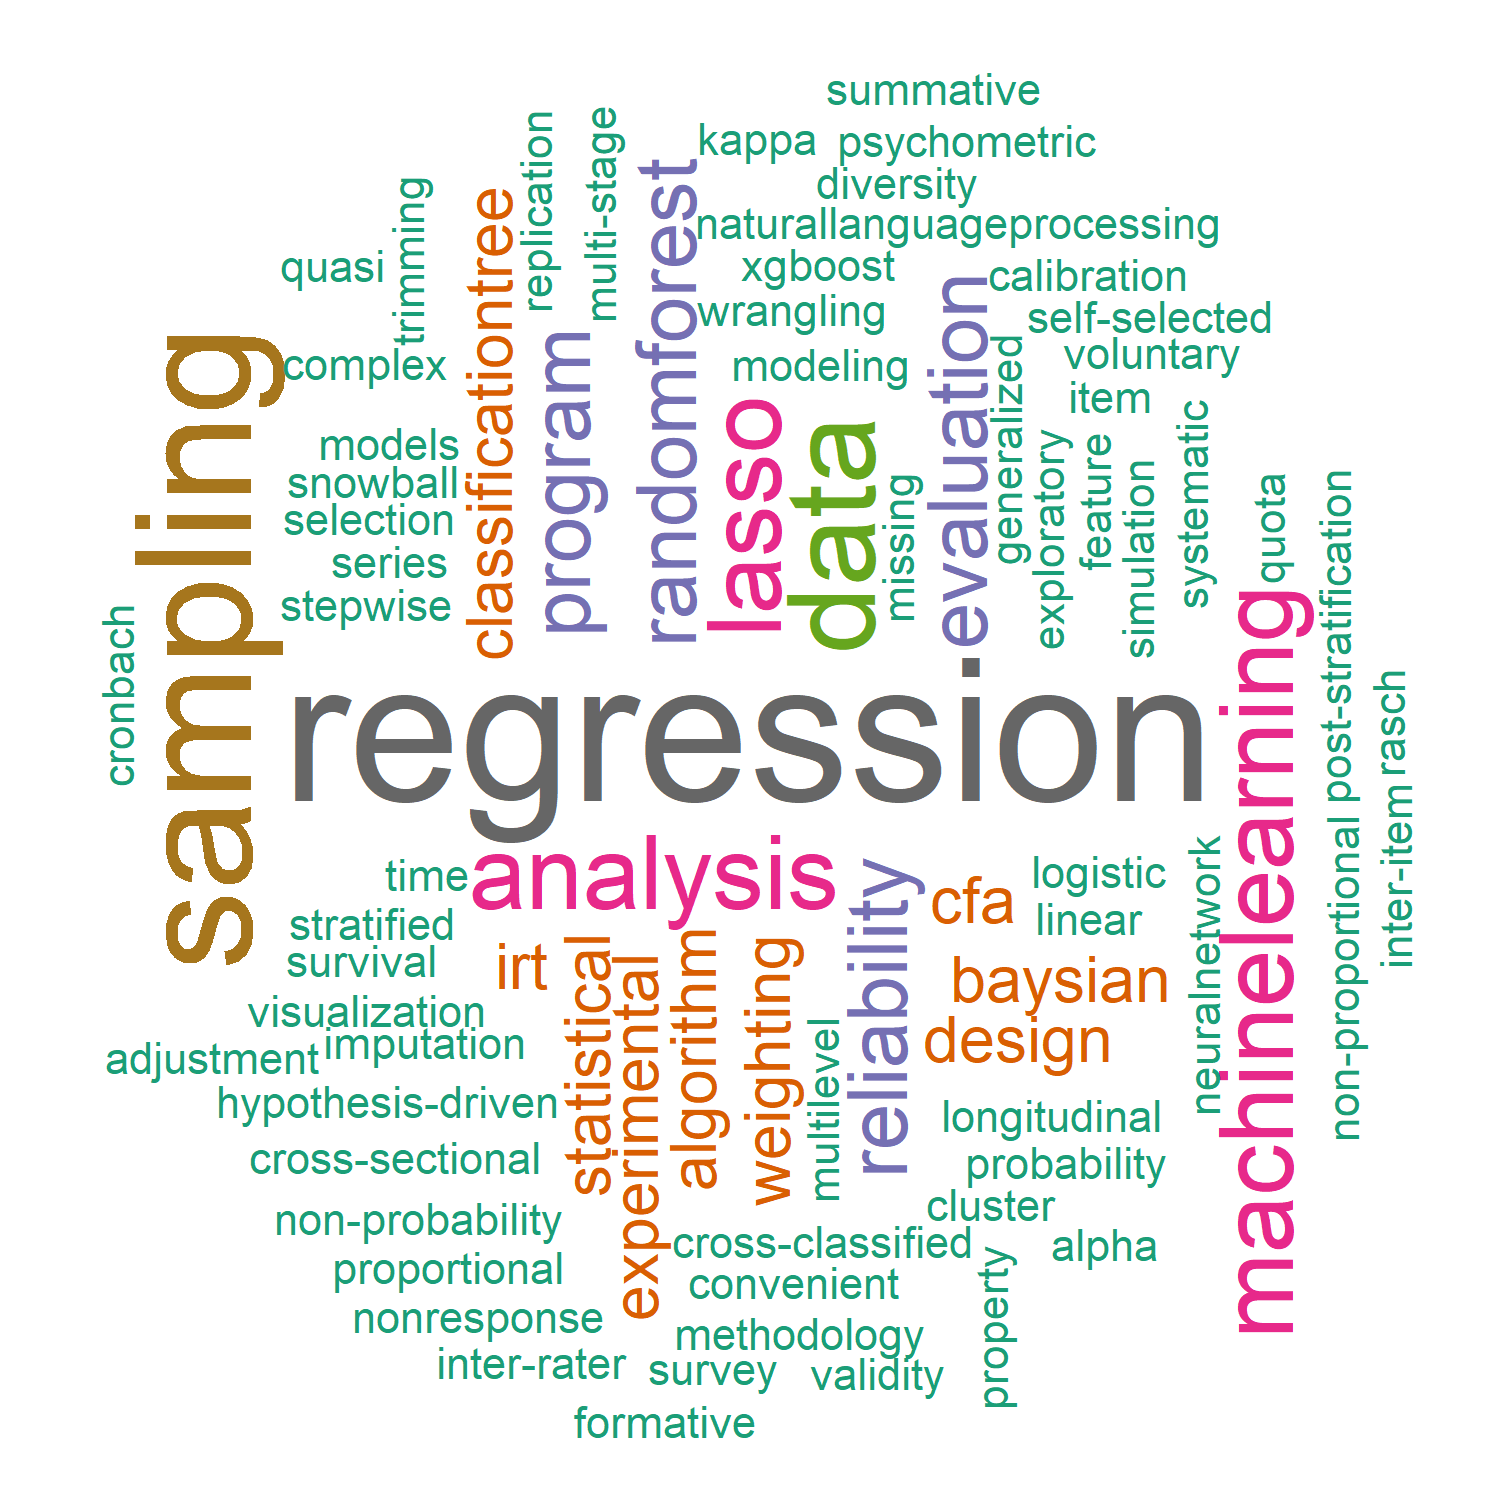 summative
kappa
psychometric
replication
multi-stage
diversity
trimming
classificationtree
randomforest
naturallanguageprocessing
quasi
xgboost
calibration
evaluation
wrangling
self-selected
program
sampling
complex
modeling
generalized
voluntary
item
lasso
data
models
snowball
selection
series
stepwise
missing
exploratory
feature
simulation
systematic
quota
post-stratification
cronbach
regression
machinelearning
rasch
inter-item
non-proportional
time
analysis
reliability
cfa
logistic
linear
neuralnetwork
stratified
survival
irt
statistical
experimental
algorithm
weighting
baysian
design
visualization
imputation
adjustment
multilevel
hypothesis-driven
longitudinal
cross-sectional
probability
non-probability
cluster
cross-classified
alpha
proportional
convenient
property
nonresponse
methodology
inter-rater
survey
validity
formative